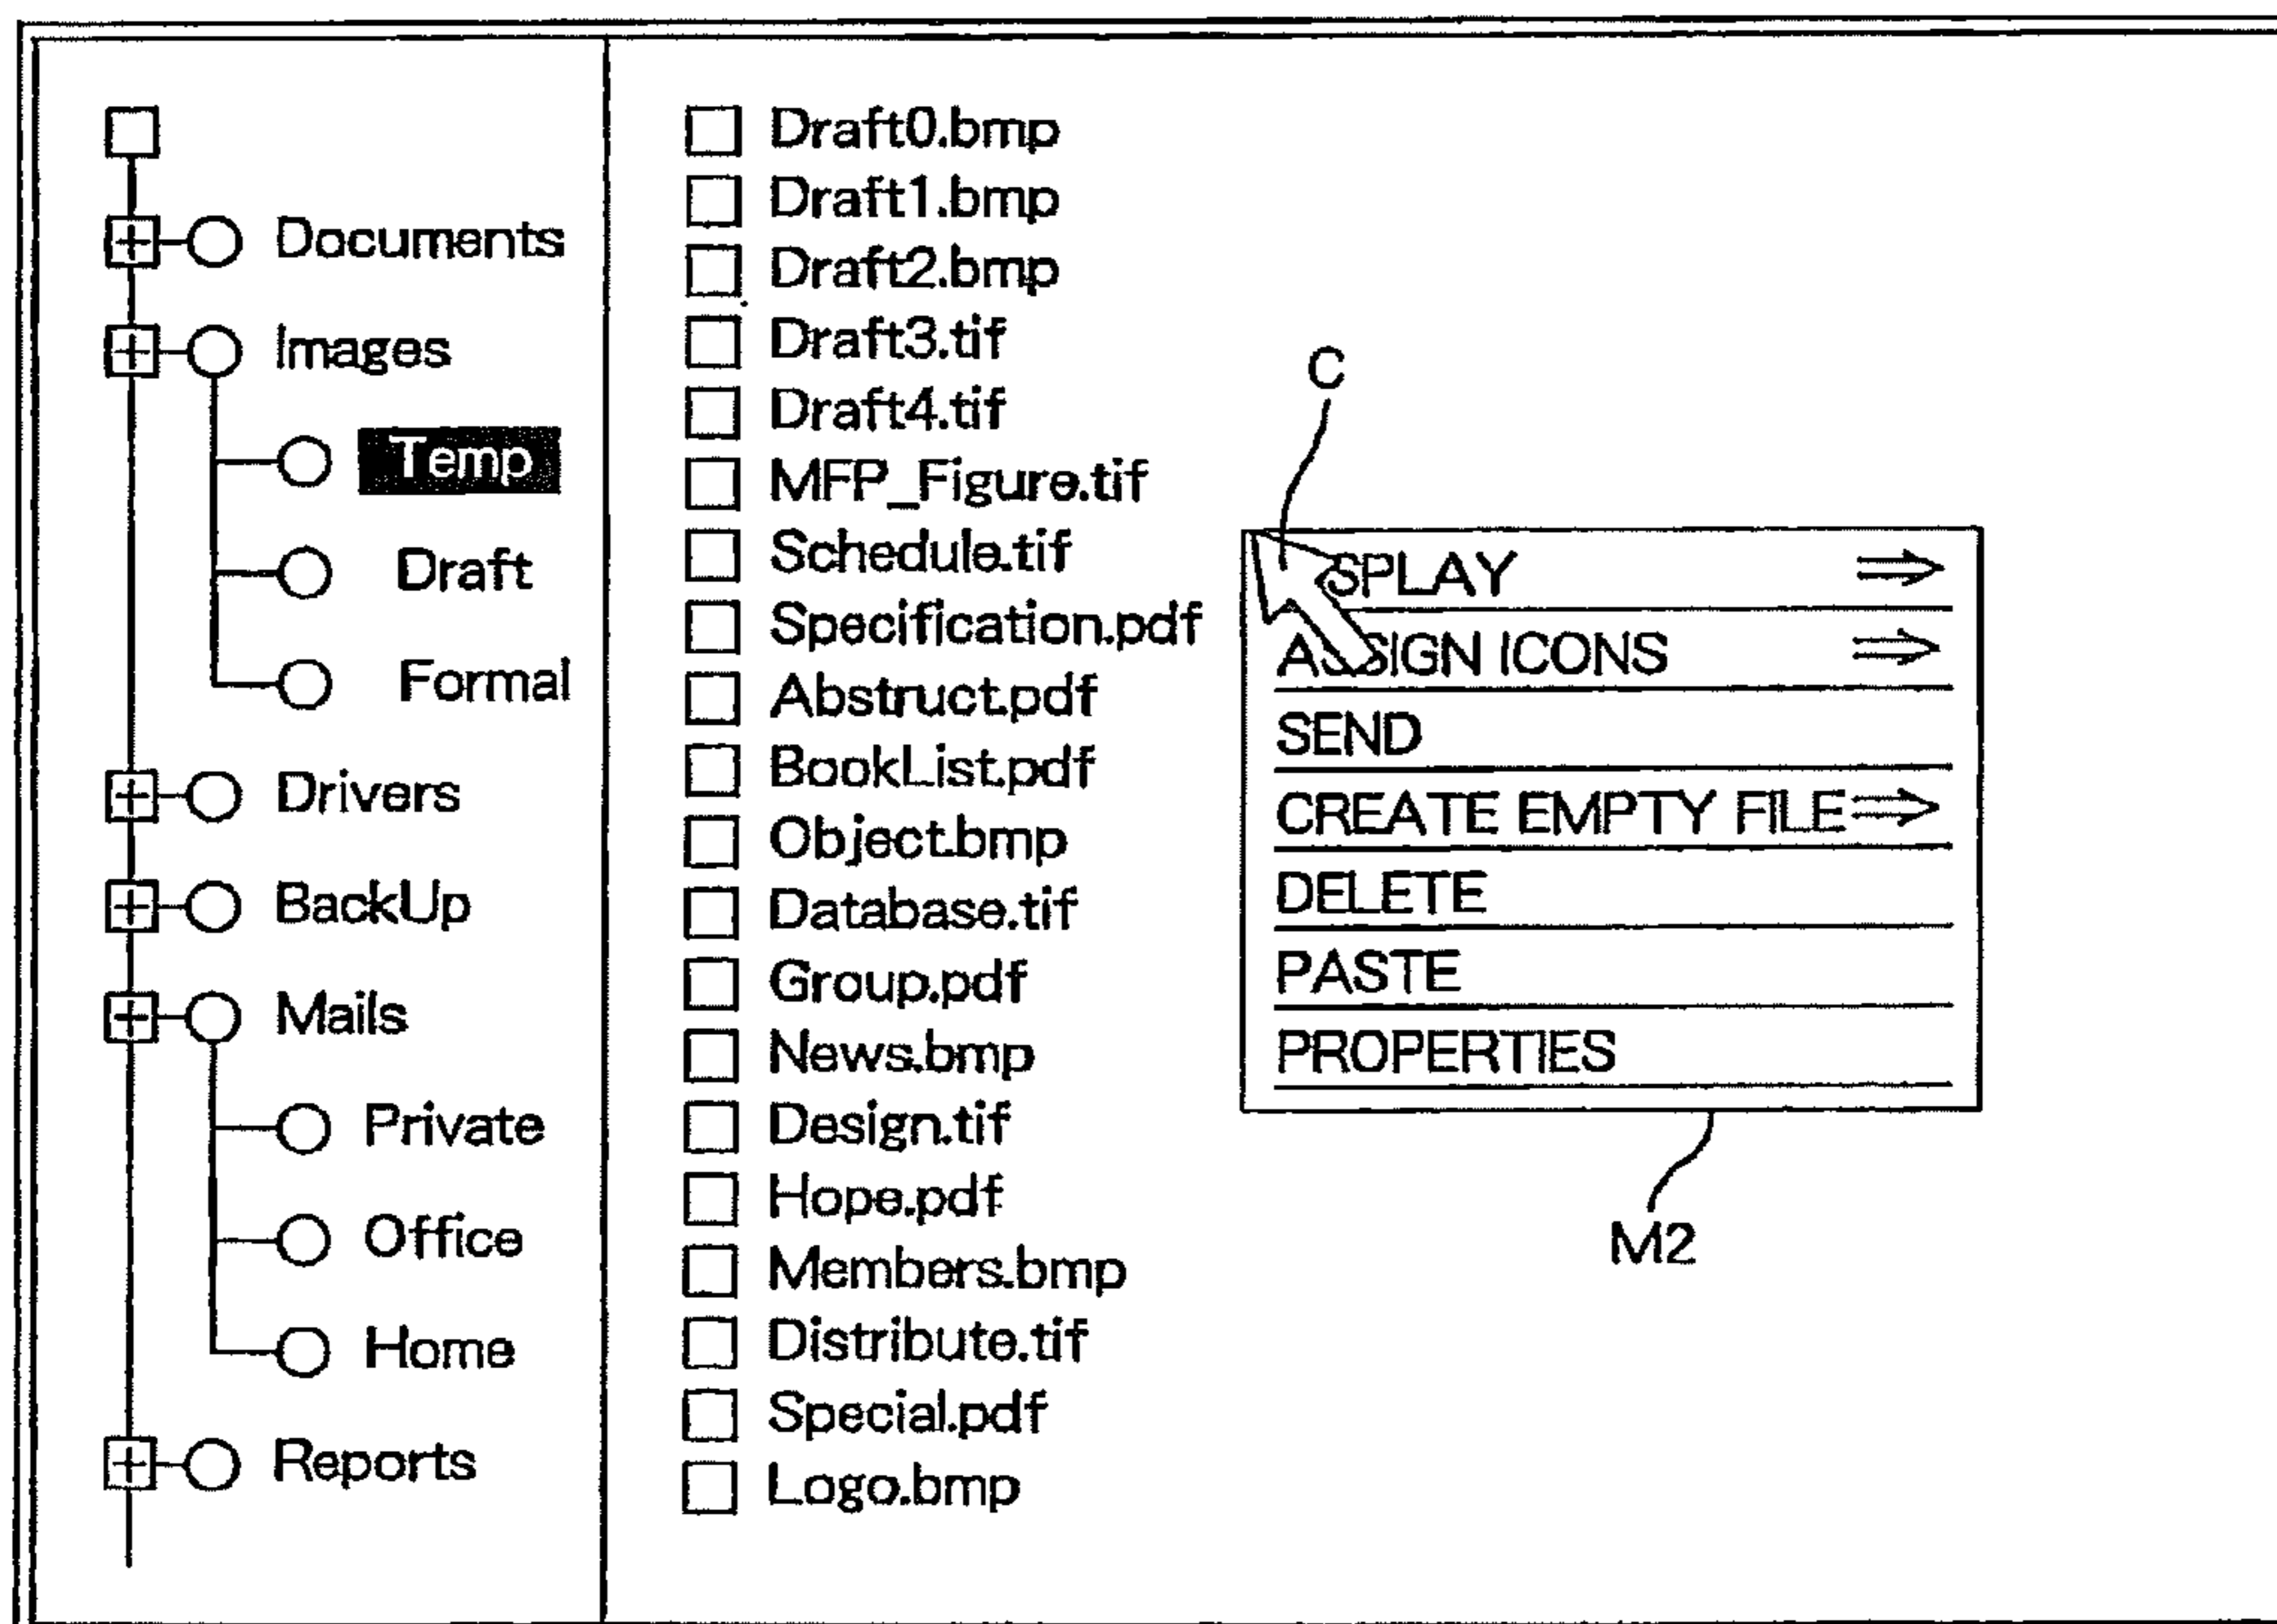 Documents
Images
Temp
Draft
Formal
Drivers
BackUp
Mails
Private
Office
Home
Reports
Draft0.bmp
Draft1.bmp
Draft2.bmp
Draft3.tif
Draft4.tif
MFP_Figure.tif
Schedule.tif
Specification.pdf
Abstruct.pdf
BookList.pdf
Object.bmp
Database.tif
Group.pdf
News.bmp
Design.tif
Hope.pdf
Members.bmp
Distribute.tif
Special.pdf
Logo.bmp
C
SPLAY
ASSIGN ICONS
SEND
CREATE EMPTY FILE
DELETE
PASTE
PROPERTIES
M2